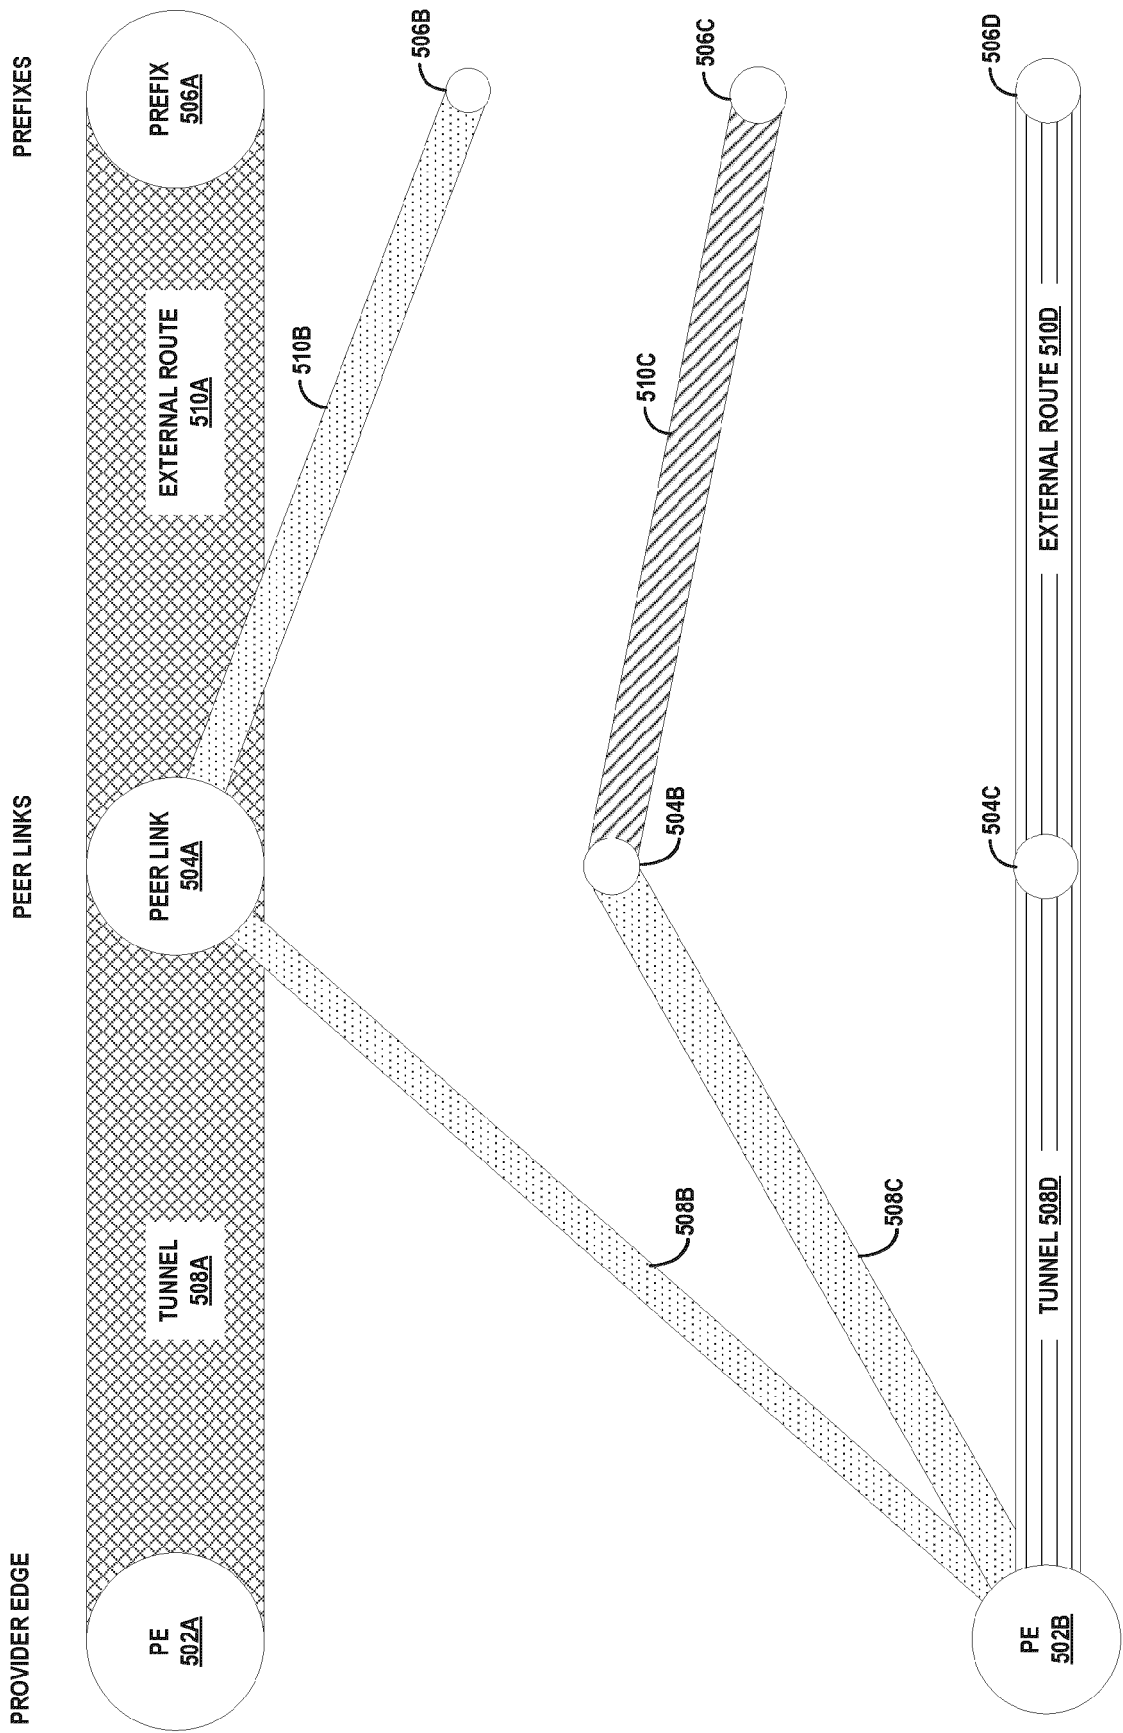 PROVIDER EDGE
PEER LINKS
PREFIXES
PE
502A
TUNNEL
508A
PEER LINK
504A
EXTERNAL ROUTE
510A
PREFIX
506A
510B
506B
508B
504B
510C
506C
508C
504C
506D
PE
502B
TUNNEL 508D
EXTERNAL ROUTE 510D